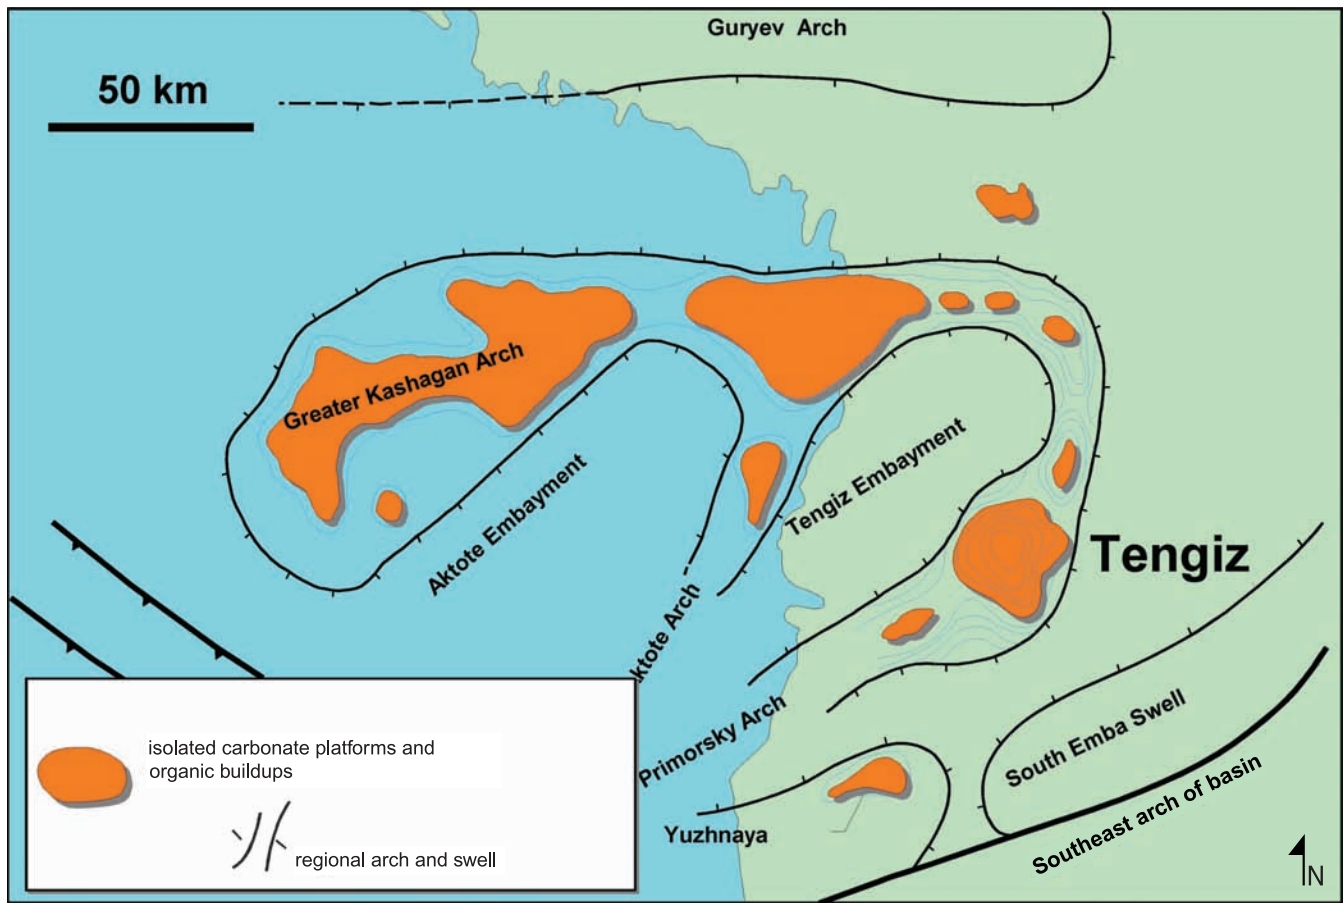 Guryev Arch
50 km
Greater Kashagan Arch
Aktote Embayment
Tengiz Embayment
Tengiz
ktote Arch
Primorsky Arch
South Emba Swell
Southeast arch of basin
Yuzhnaya
isolated carbonate platforms and
organic buildups
regional arch and swell
N